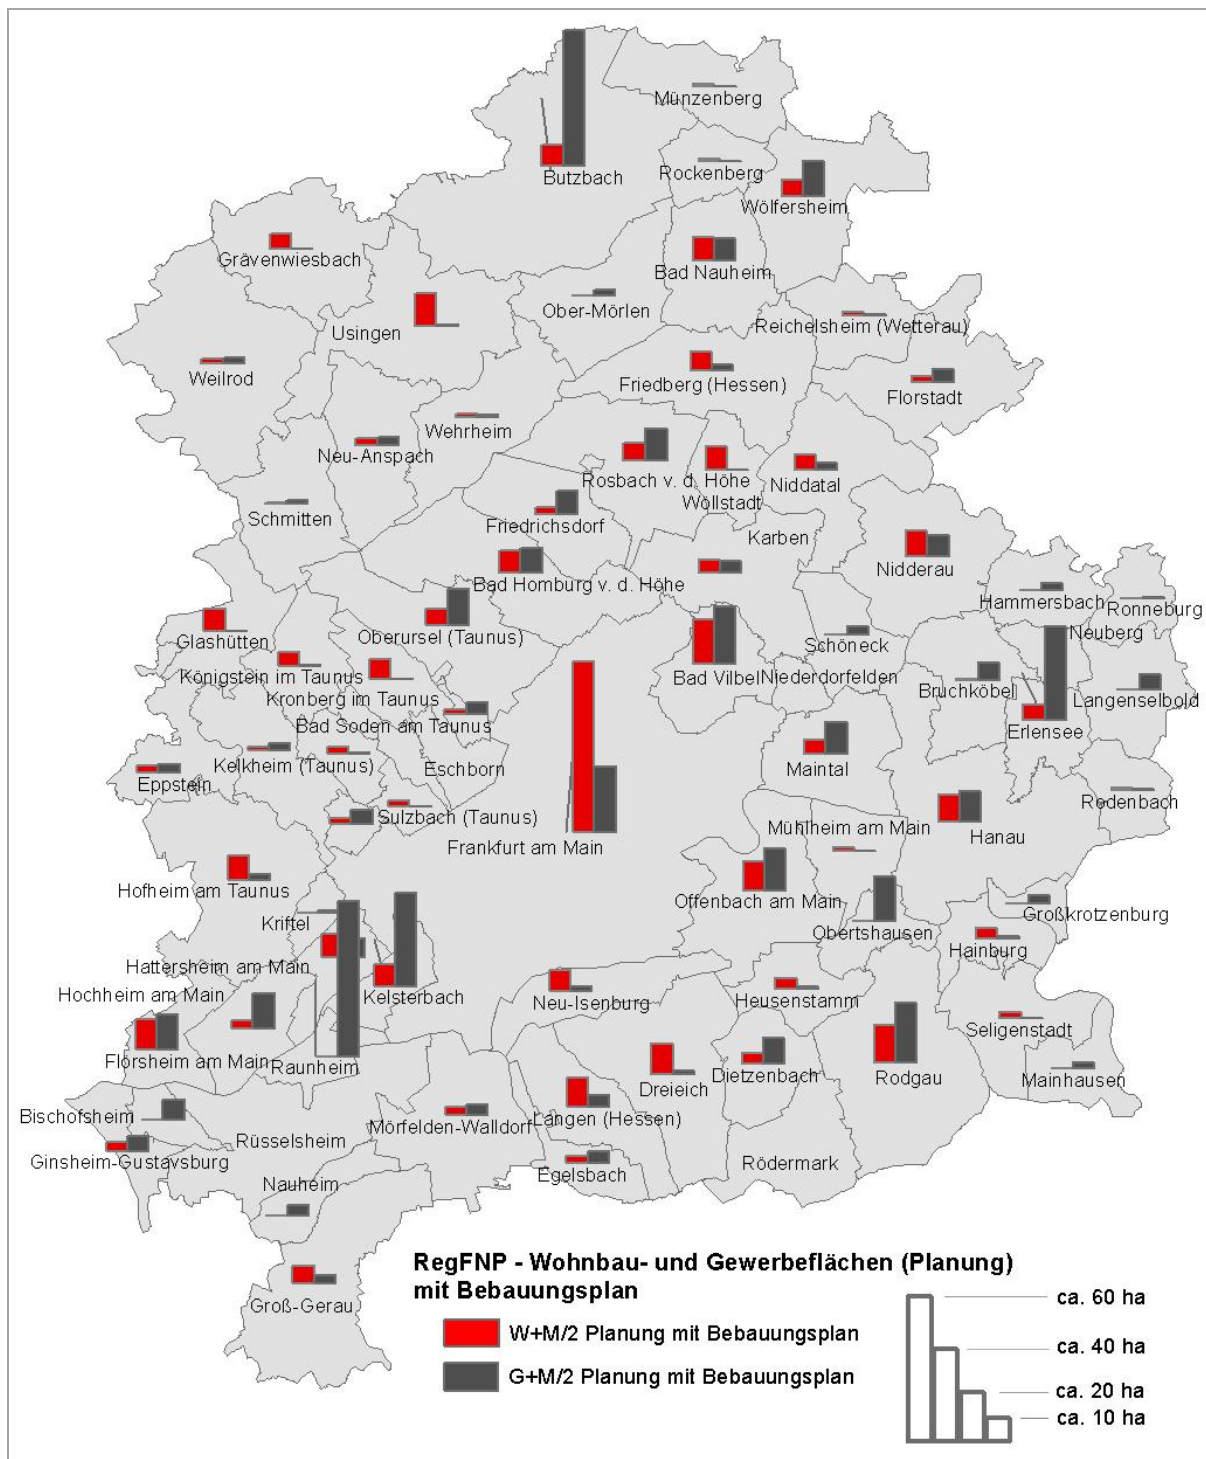 Münzenberg
Butzbach
Rockenberg
Wölfersheim
Grävenwiesbach
Bad Nauheim
Ober-Mörlen
Usingen
Reichelsheim (Wetterau)
Weilrod
Friedberg (Hessen)
Florstadt
Wehrheim
Neu-Anspach
Rosbach v. d. Höhe
Niddatal
Wöllstadt
Schmitten
Friedrichsdorf
Karben
Nidderau
Bad Homburg v. d. Höhe
Hammersbach
Ronneburg
Glashütten
Oberursel (Taunus)
Neuberg
Schöneck
Königstein im Taunus
Bad Vilbel
Niederdorfelden
Kronberg im Taunus
Bruchköbel
Langenselbold
Bad Soden am Taunus
Erlensee
Kelkheim (Taunus)
Eschborn
Maintal
Eppstein
Rodenbach
Sulzbach (Taunus)
Mühlheim am Main
Hanau
Frankfurt am Main
Hofheim am Taunus
Offenbach am Main
Großkrotzenburg
Kriftel
Obertshausen
Hainburg
Hattersheim am Main
Hochheim am Main
Kelsterbach
Neu-Isenburg
Heusenstamm
Seligenstadt
Flörsheim am Main
Raunheim
Dreieich
Dietzenbach
Rodgau
Mainhausen
Bischofsheim
Mörfelden-Walldorf
Langen (Hessen)
Rüsselsheim
Ginsheim-Gustavsburg
Egelsbach
Rödermark
Nauheim
Groß-Gerau
RegFNP - Wohnbau- und Gewerbeflächen (Planung)
mit Bebauungsplan
W+M/2 Planung mit Bebauungsplan
G+M/2 Planung mit Bebauungsplan
ca. 60 ha
ca. 40 ha
ca. 20 ha
ca. 10 ha